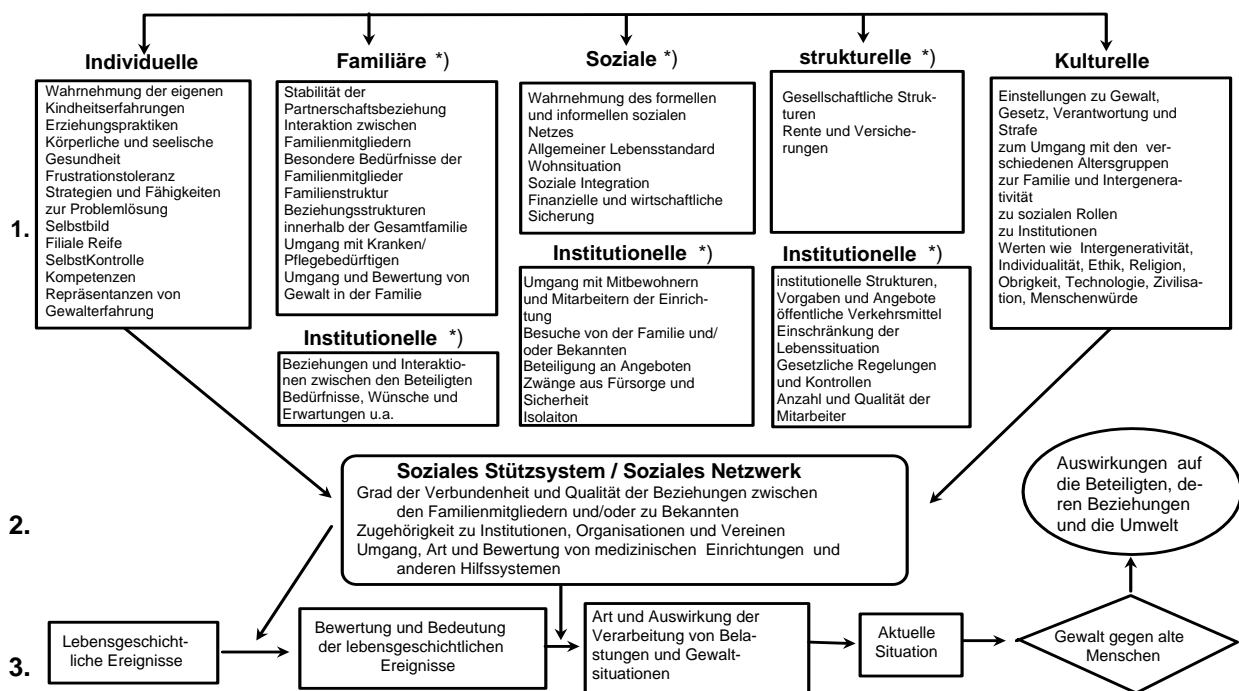 Individuelle
Wahrnehmung der eigenen
Kindheitserfahrungen
Erziehungspraktiken
Körperliche und seelische
Gesundheit
Frustrationstoleranz
Strategien und Fähigkeiten
zur Problemlösung
Selbstbild
Filiale Reife
SelbstKontrolle
Kompetenzen
Repräsentanzen von
Gewalterfahrung
Familiäre *)
Stabilität der
Partnerschaftsbeziehung
Interaktion zwischen
Familienmitgliedern
Besondere Bedürfnisse der
Familienmitglieder
Familienstruktur
Beziehungsstrukturen
innerhalb der Gesamtfamilie
Umgang mit Kranken/
Pflegebedürftigen
Umgang und Bewertung von
Gewalt in der Familie
Institutionelle *)
Beziehungen und Interaktio-
nen zwischen den Beteiligten
Bedürfnisse, Wünsche und
Erwartungen u.a.
Soziale *)
Wahrnehmung des formellen
und informellen sozialen
Netzes
Allgemeiner Lebensstandard
Wohnsituation
Soziale Integration
Finanzielle und wirtschaftliche
Sicherung
Institutionelle *)
Umgang mit Mitbewohnern
und Mitarbeitern der Einrich-
tung
Besuche von der Familie und/
oder Bekannten
Beteiligung an Angeboten
Zwänge aus Fürsorge und
Sicherheit
Isolaiton
strukturelle *)
Gesellschaftliche Struk-
turen
Rente und Versiche-
rungen
Institutionelle *)
institutionelle Strukturen,
Vorgaben und Angebote
öffentliche Verkehrsmittel
Einschränkung der
Lebenssituation
Gesetzliche Regelungen
und Kontrollen
Anzahl und Qualität der
Mitarbeiter
Kulturelle
Einstellungen zu Gewalt,
Gesetz, Verantwortung und
Strafe
zum Umgang mit den ver-
schiedenen Altersgruppen
zur Familie und Intergenera-
tivität
zu sozialen Rollen
zu Institutionen
Werten wie Intergenerativität,
Individualität, Ethik, Religion,
Obrigkeit, Technologie, Zivilisa-
tion, Menschenwürde
1.
2.
Soziales Stützsystem / Soziales Netzwerk
Grad der Verbundenheit und Qualität der Beziehungen zwischen
den Familienmitgliedern und/oder zu Bekannten
Zugehörigkeit zu Institutionen, Organisationen und Vereinen
Umgang, Art und Bewertung von medizinischen Einrichtungen und
anderen Hilfssystemen
Auswirkungen auf
die Beteiligten, de-
ren Beziehungen
und die Umwelt
3.
Lebensgeschicht-
liche Ereignisse
Bewertung und Bedeutung
der lebensgeschichtlichen
Ereignisse
Art und Auswirkung der
Verarbeitung von Bela-
stungen und Gewalt-
situationen
Aktuelle
Situation
Gewalt gegen alte
Menschen